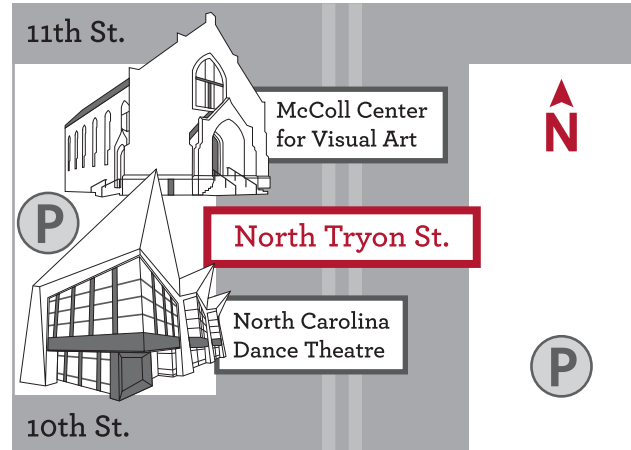 11th St.
McColl Center
for Visual Art
N
P
North Tryon St.
North Carolina
Dance Theatre
P
10th St.